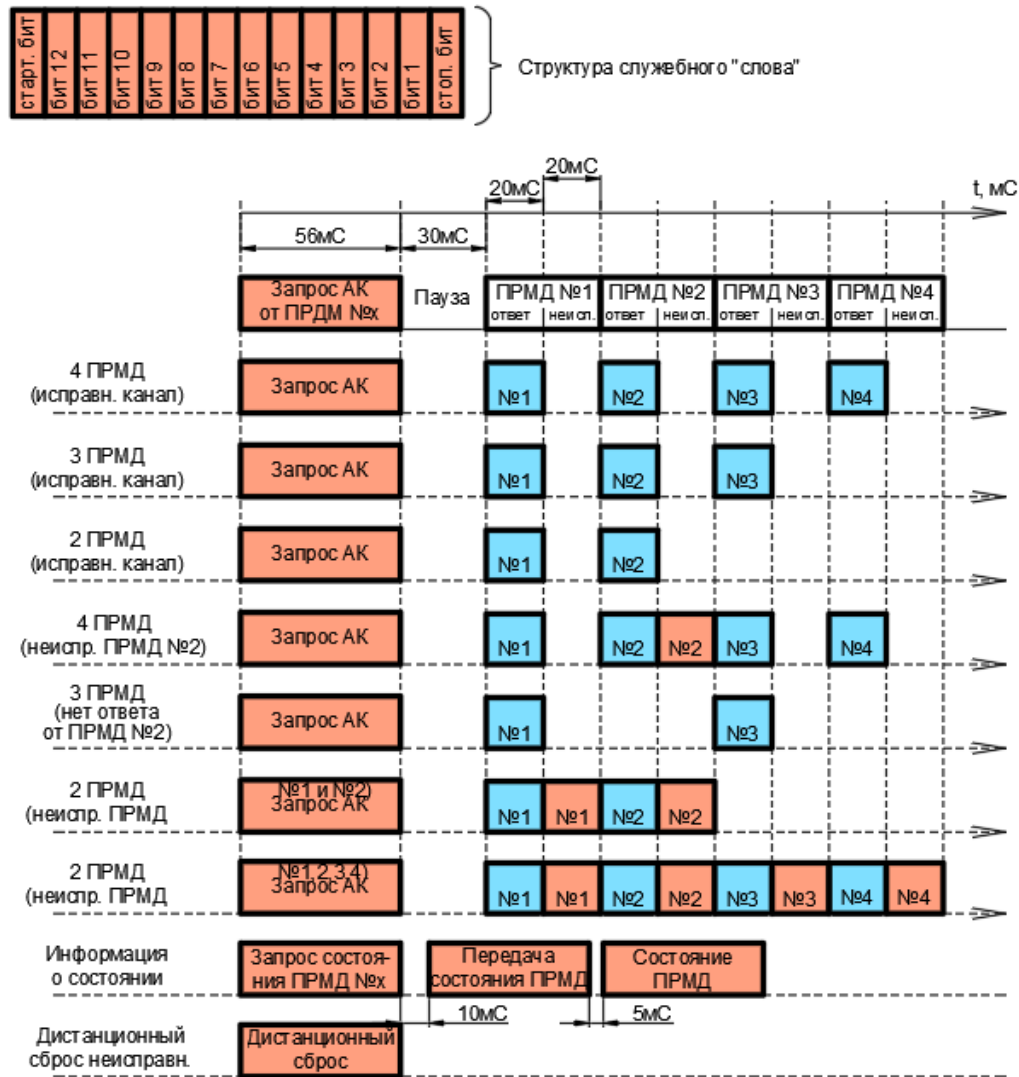 старт. бит
бит 12
бит 11
бит 10
бит 9
бит 8
бит 7
бит 6
бит 5
бит 4
бит 3
бит 2
бит 1
стоп. бит
Структура служебного "слова"
20мС
20мС
t, мС
56мС
30мС
Запрос АК
от ПРДМ №х
Пауза
ПРМД №1
ПРМД №2
ПРМД №3
ПРМД №4
ответ
неисп.
ответ
неисп.
ответ
неисп.
ответ
неисп.
4 ПРМД
(исправн. канал)
Запрос АК
№1
№2
№3
№4
3 ПРМД
(исправн. канал)
Запрос АК
№1
№2
№3
2 ПРМД
(исправн. канал)
Запрос АК
№1
№2
4 ПРМД
(неиспр. ПРМД №2)
Запрос АК
№1
№2
№2
№3
№4
3 ПРМД
(нет ответа
от ПРМД №2)
Запрос АК
№1
№3
2 ПРМД
(неиспр. ПРМД
№1 и №2)
Запрос АК
№1
№1
№2
№2
2 ПРМД
(неиспр. ПРМД
№1,2,3,4)
Запрос АК
№1
№1
№2
№2
№3
№3
№4
№4
Информация
о состоянии
Запрос состоя-
ния ПРМД №х
Передача
состояния ПРМД
Состояние
ПРМД
10мС
5мС
Дистанционный
сброс неисправн.
Дистанционный
сброс